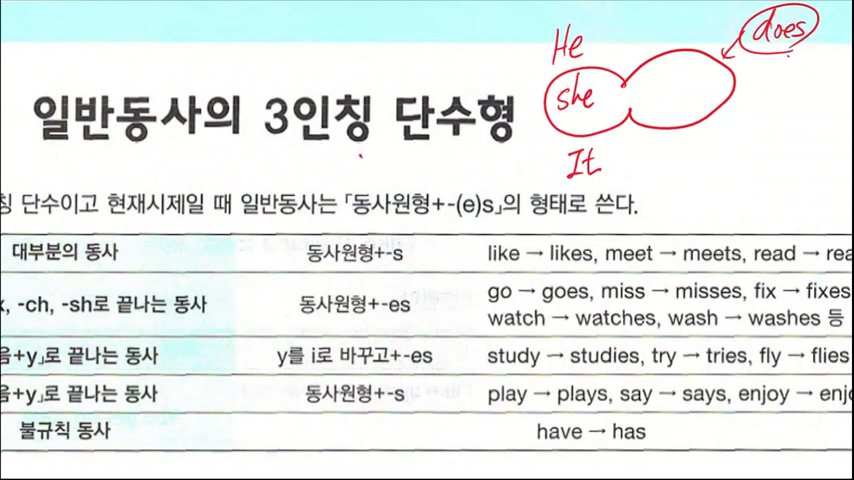 He
does
she
It
일반동사의 3인칭 단수형
칭 단수이고 현재시제일 때 일반동사는 「동사원형+-(e)s」의 형태로 쓴다.
대부분의 동사 동사원형+-s like → likes, meet → meets, read → rea
x, -ch, -sh로 끝나는 동사 동사원형+-es go → goes, miss → misses, fix → fixes
watch → watches, wash → washes 등
음+y」로 끝나는 동사 y를 i로 바꾸고+-es study → studies, try → tries, fly → flies
음+y」로 끝나는 동사 동사원형+-s play → plays, say → says, enjoy → enjo
불규칙 동사 have → has